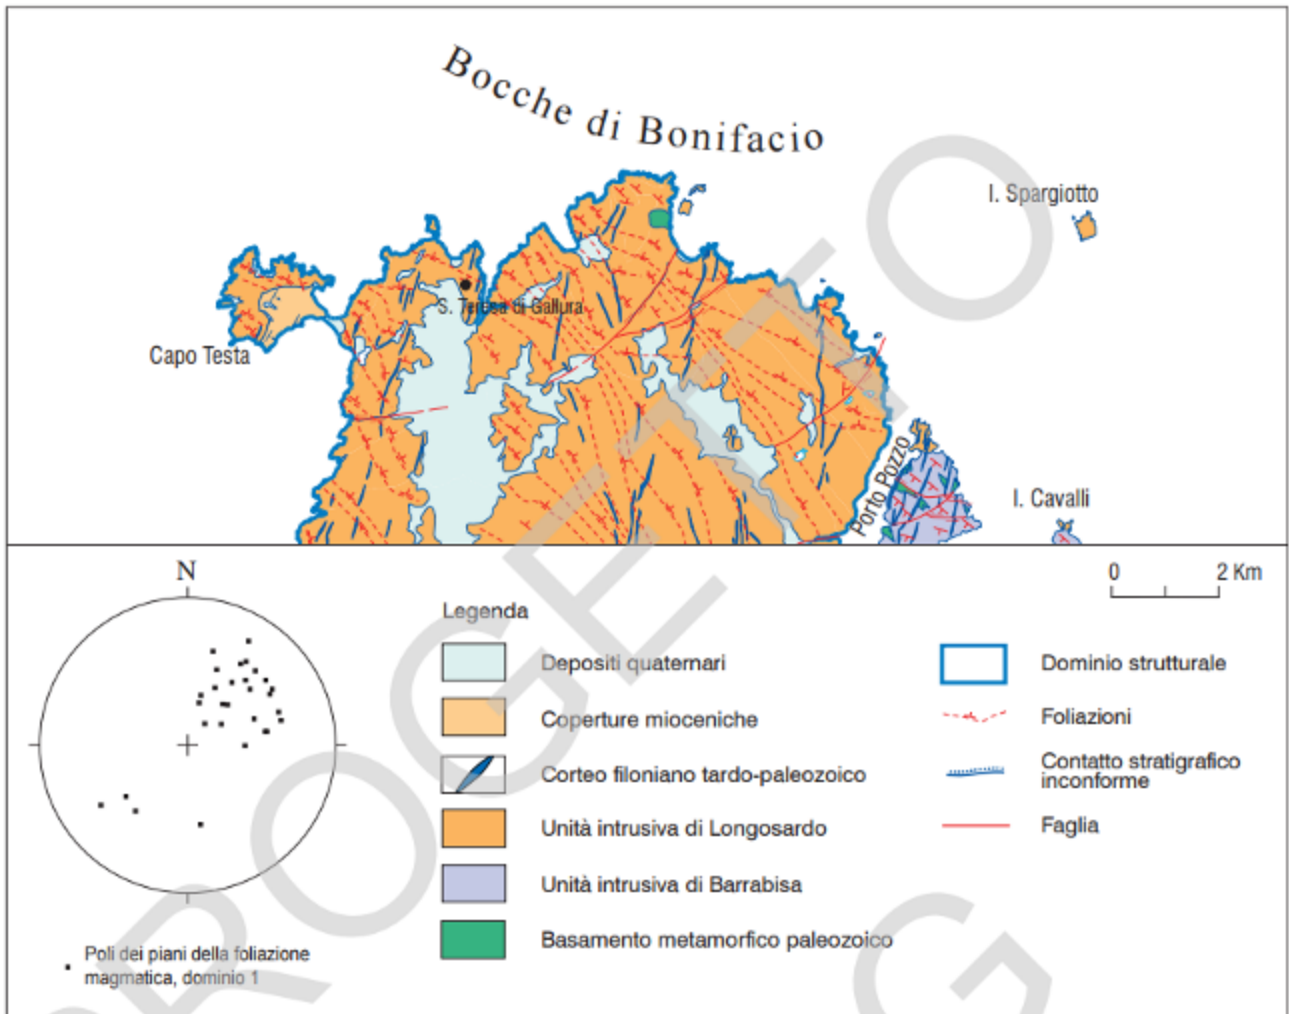 Bocche di Bonifacio
I. Spargiotto
S. Teresa di Gallura
Capo Testa
Porto Pozzo
I. Cavalli
N
0 2 Km
Legenda
Depositi quaternari
Coperture mioceniche
Corteo filoniano tardo-paleozoico
Unità intrusiva di Longosardo
Unità intrusiva di Barrabisa
Basamento metamorfico paleozoico
Dominio strutturale
Foliazioni
Contatto stratigrafico
inconforme
Faglia
Poli dei piani della foliazione
magmatica, dominio 1
PROGETTO
G